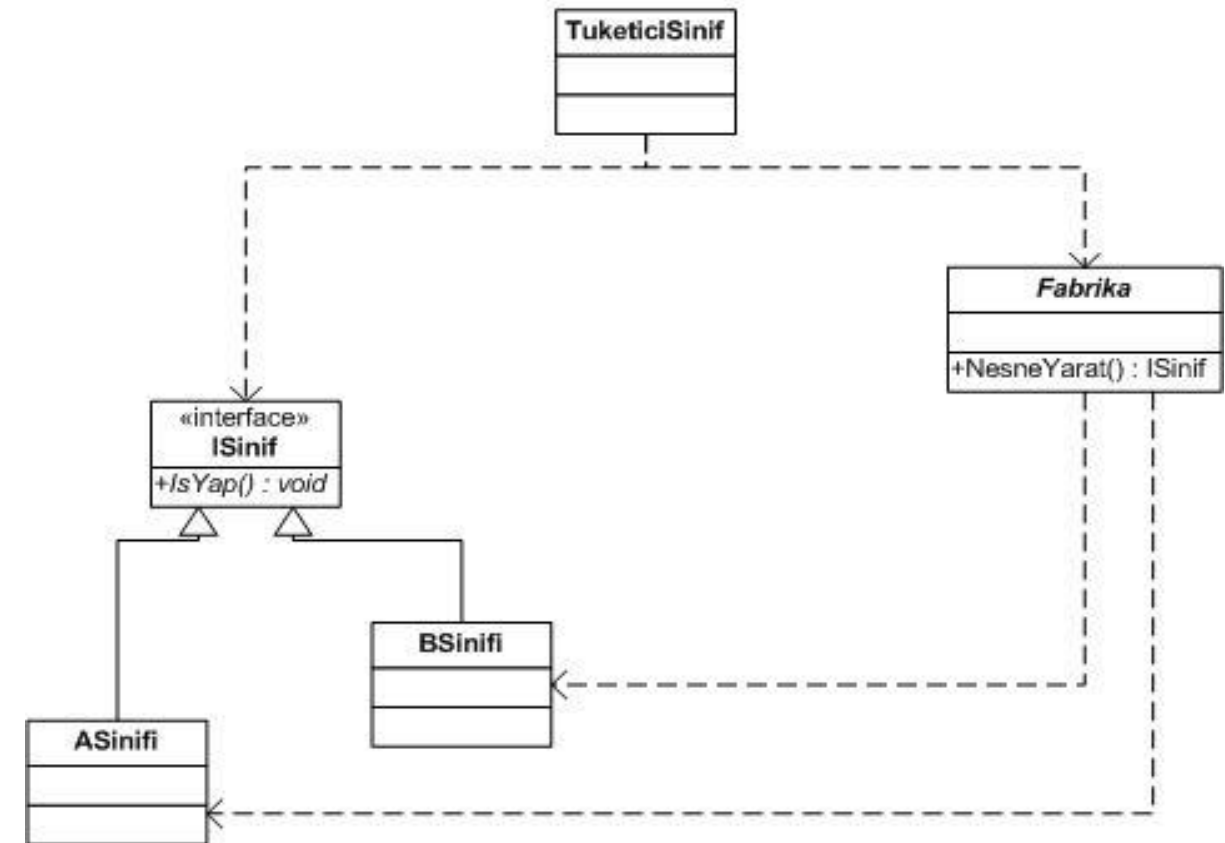 TuketiciSinif
Fabrika
+NesneYarat() : ISinif
«interface»
ISinif
+IsYap() : void
BSinifi
ASinifi